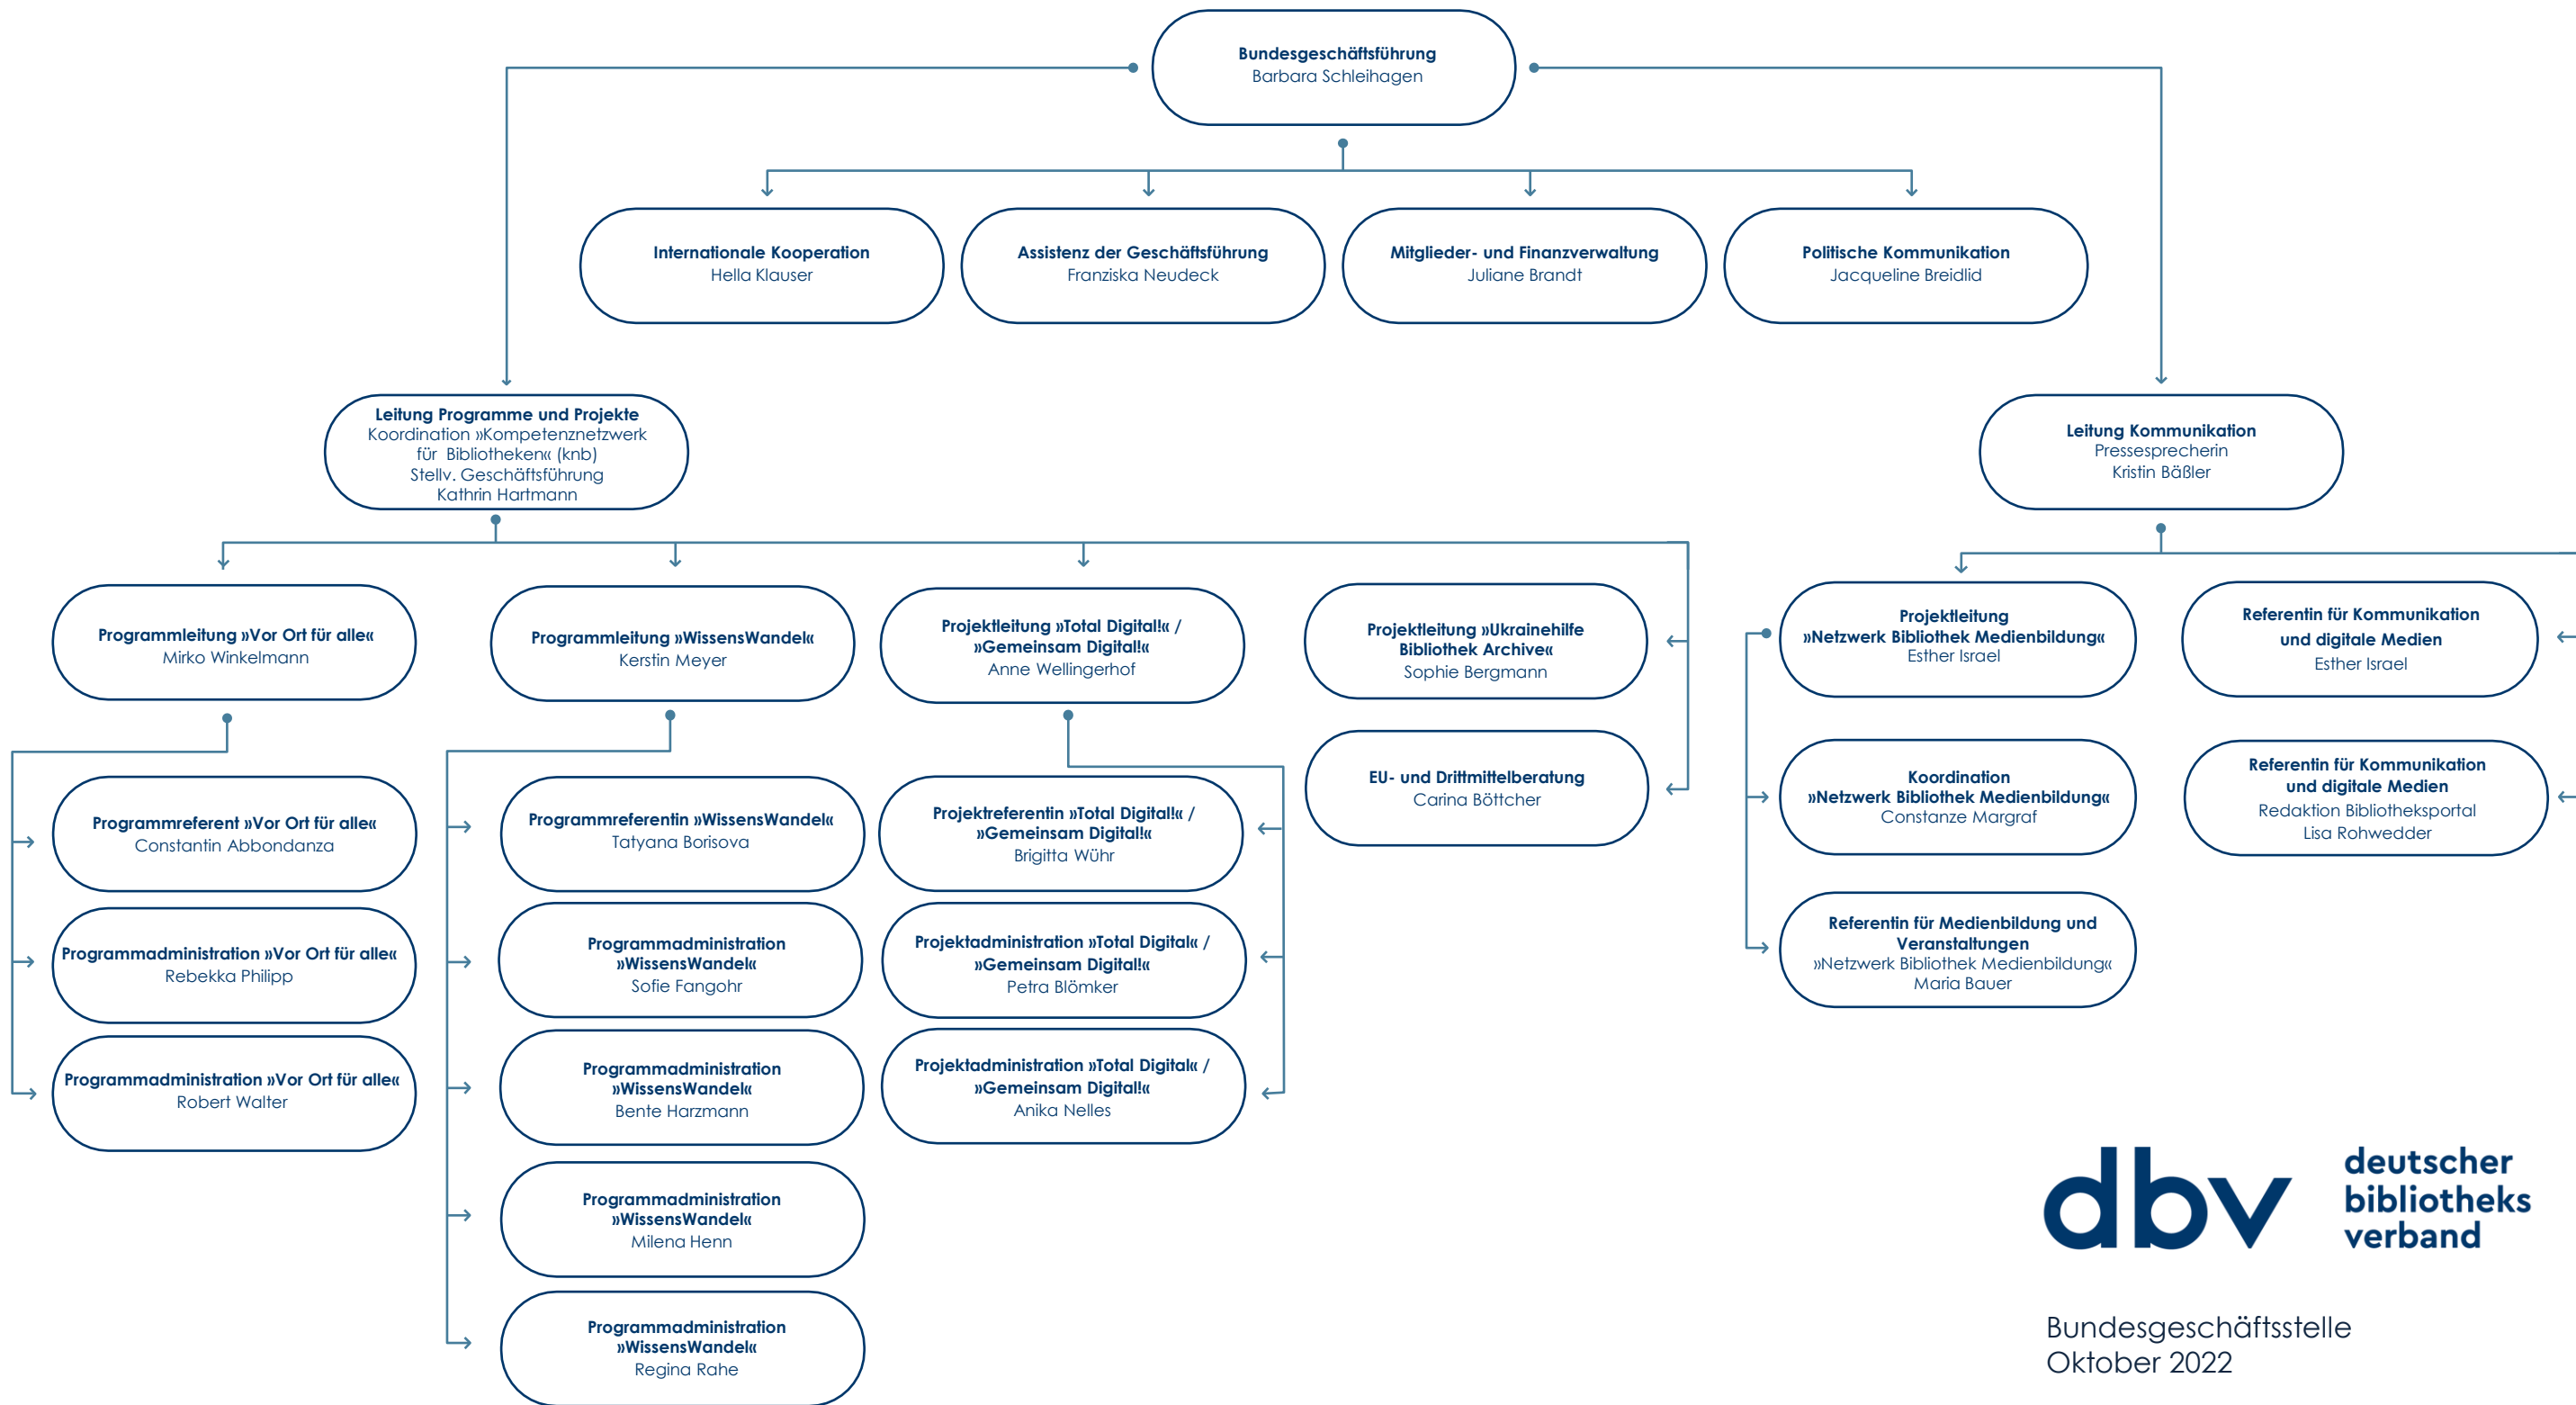 Bundesgeschäftsführung
Barbara Schleihagen
Internationale Kooperation
Hella Klauser
Assistenz der Geschäftsführung
Franziska Neudeck
Mitglieder- und Finanzverwaltung
Juliane Brandt
Politische Kommunikation
Jacqueline Breidlid
Leitung Programme und Projekte
Koordination »Kompetenznetzwerk
für Bibliotheken« (knb)
Stellv. Geschäftsführung
Kathrin Hartmann
Leitung Kommunikation
Pressesprecherin
Kristin Bäßler
Programmleitung »Vor Ort für alle«
Mirko Winkelmann
Programmleitung »WissensWandel«
Kerstin Meyer
Projektleitung »Total Digital!« /
»Gemeinsam Digital!«
Anne Wellingerhof
Projektleitung »Ukrainehilfe
Bibliothek Archive«
Sophie Bergmann
Projektleitung
»Netzwerk Bibliothek Medienbildung«
Esther Israel
Referentin für Kommunikation
und digitale Medien
Esther Israel
Programmreferent »Vor Ort für alle«
Constantin Abbondanza
Programmreferentin »WissensWandel«
Tatyana Borisova
Projektreferentin »Total Digital!« /
»Gemeinsam Digital!«
Brigitta Wühr
EU- und Drittmittelberatung
Carina Böttcher
Koordination
»Netzwerk Bibliothek Medienbildung«
Constanze Margraf
Referentin für Kommunikation
und digitale Medien
Redaktion Bibliotheksportal
Lisa Rohwedder
Programmadministration »Vor Ort für alle«
Rebekka Philipp
Programmadministration
»WissensWandel«
Sofie Fangohr
Projektadministration »Total Digital« /
»Gemeinsam Digital!«
Petra Blömker
Referentin für Medienbildung und
Veranstaltungen
»Netzwerk Bibliothek Medienbildung«
Maria Bauer
Programmadministration »Vor Ort für alle«
Robert Walter
Programmadministration
»WissensWandel«
Bente Harzmann
Projektadministration »Total Digital« /
»Gemeinsam Digital!«
Anika Nelles
Programmadministration
»WissensWandel«
Milena Henn
Programmadministration
»WissensWandel«
Regina Rahe
dbv
deutscher
bibliotheks
verband
Bundesgeschäftsstelle
Oktober 2022